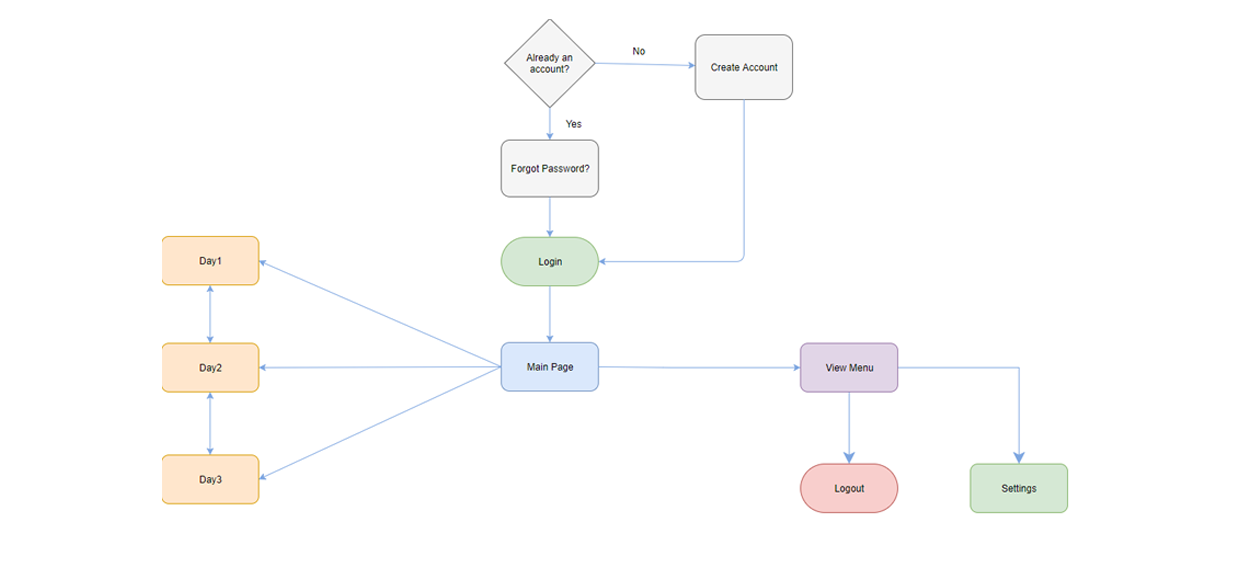 Already an
account?
No
Create Account
Yes
Forgot Password?
Login
Day1
Day2
Main Page
View Menu
Day3
Logout
Settings